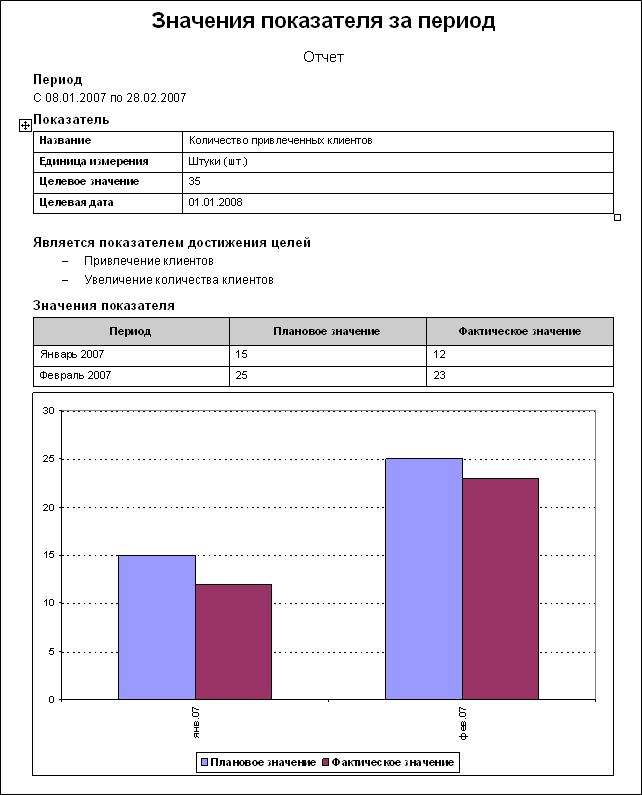 Значения показателя за период
Отчет
Период
С 08.01.2007 по 28.02.2007
Показатель
Название Количество привлеченных клиентов
Единица измерения Штуки (шт.)
Целевое значение 35
Целевая дата 01.01.2008
Является показателем достижения целей
– Привлечение клиентов
– Увеличение количества клиентов
Значения показателя
Период Плановое значение Фактическое значение
Январь 2007 15 12
Февраль 2007 25 23
30
25
20
15
10
5
0
янв.07
фев.07
Плановое значение Фактическое значение